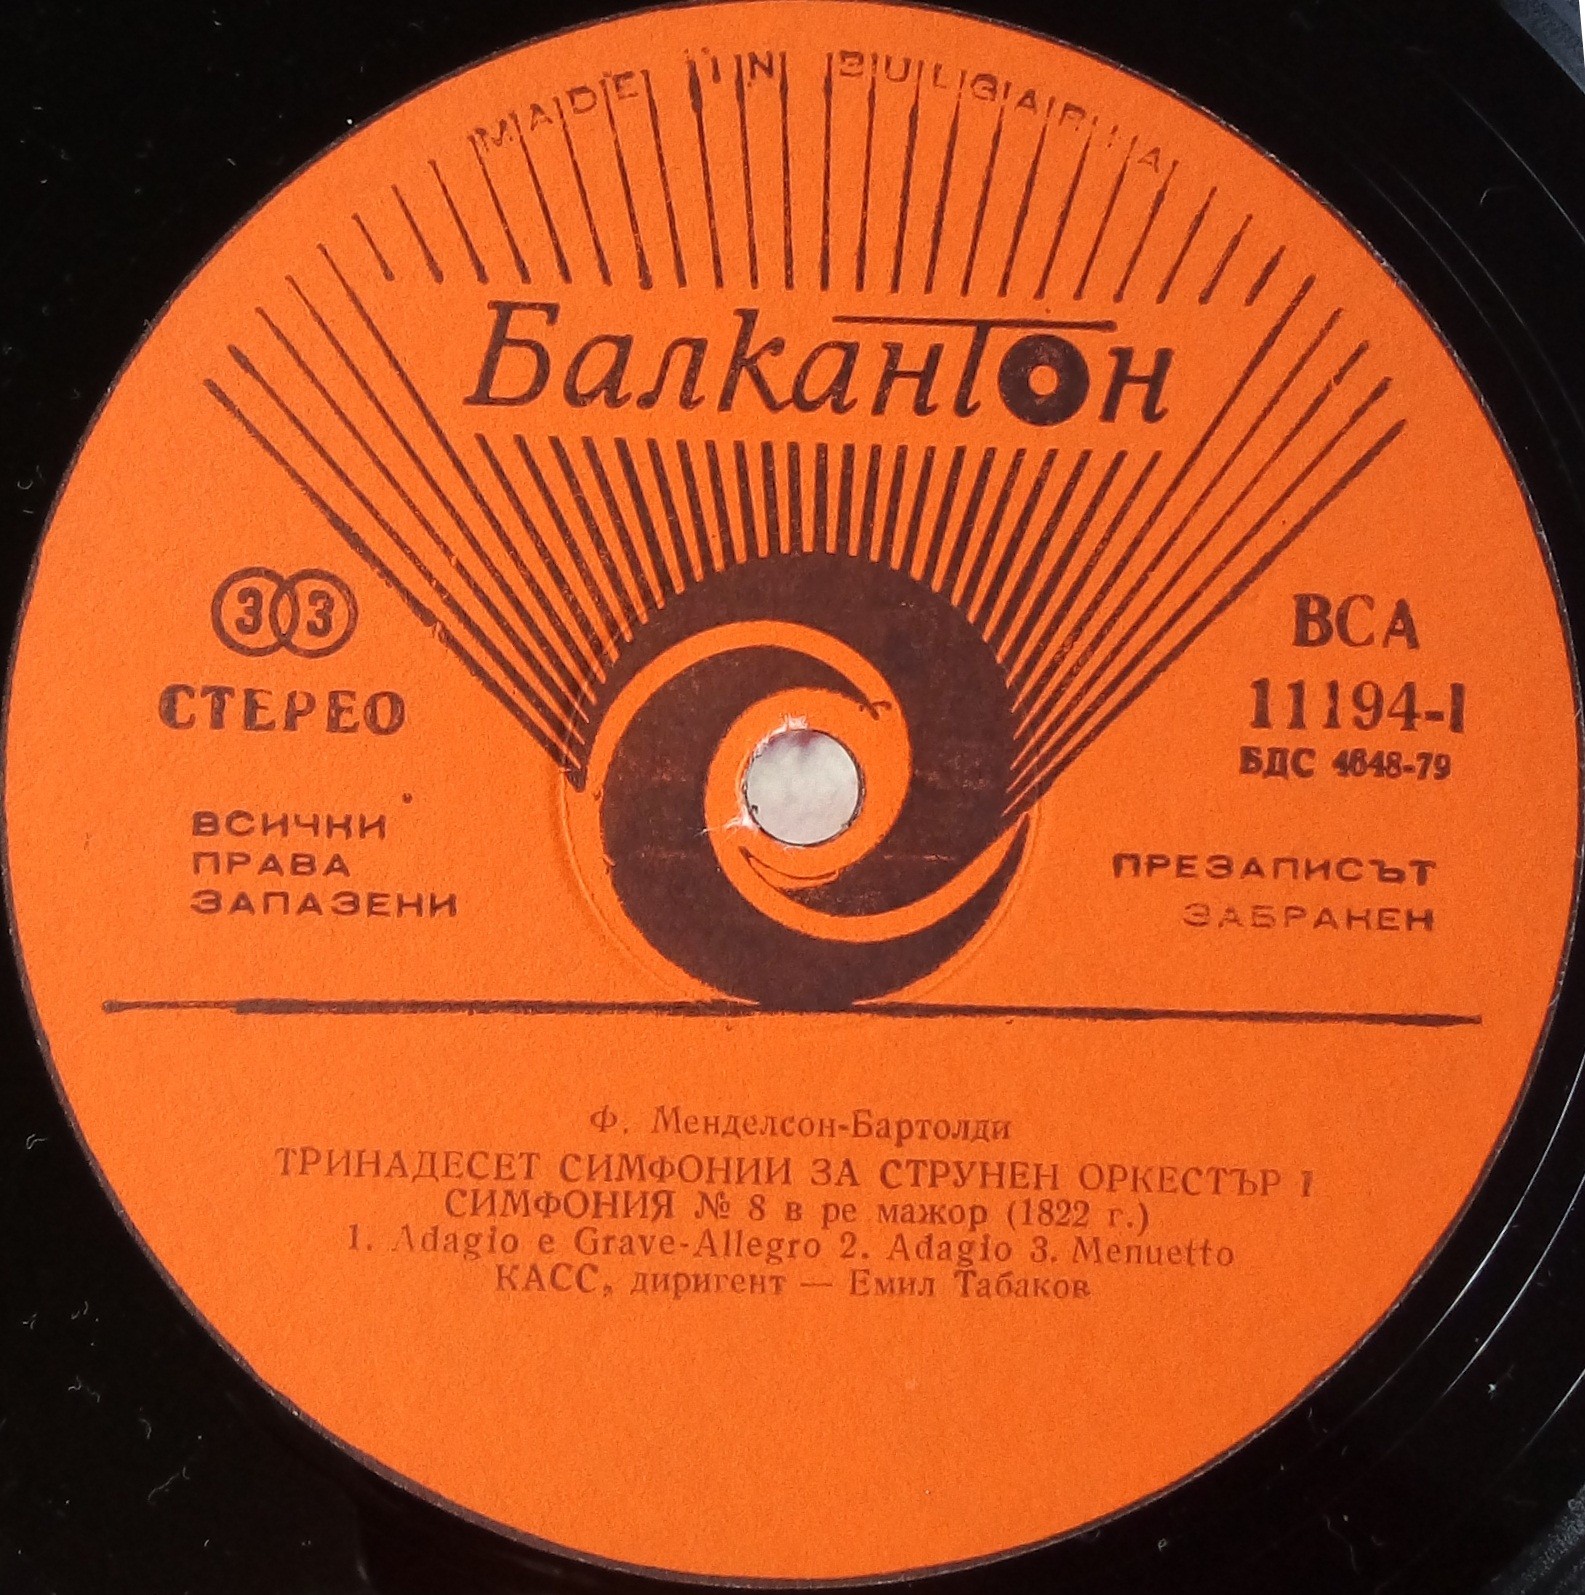 MADE IN BULGARIA
Балкантон
33
СТЕРЕО
ВСА
11194-I
БДС 4648-79
ВСИЧКИ
ПРАВА
ЗАПАЗЕНИ
ПРЕЗАПИСЪТ
ЗАБРАНЕН
Ф. Менделсон-Бартолди
ТРИНАДЕСЕТ СИМФОНИИ ЗА СТРУНЕН ОРКЕСТЪР I
СИМФОНИЯ № 8 в ре мажор (1822 г.)
1. Adagio e Grave-Allegro 2. Adagio 3. Menuetto
КАСС, диригент — Емил Табаков